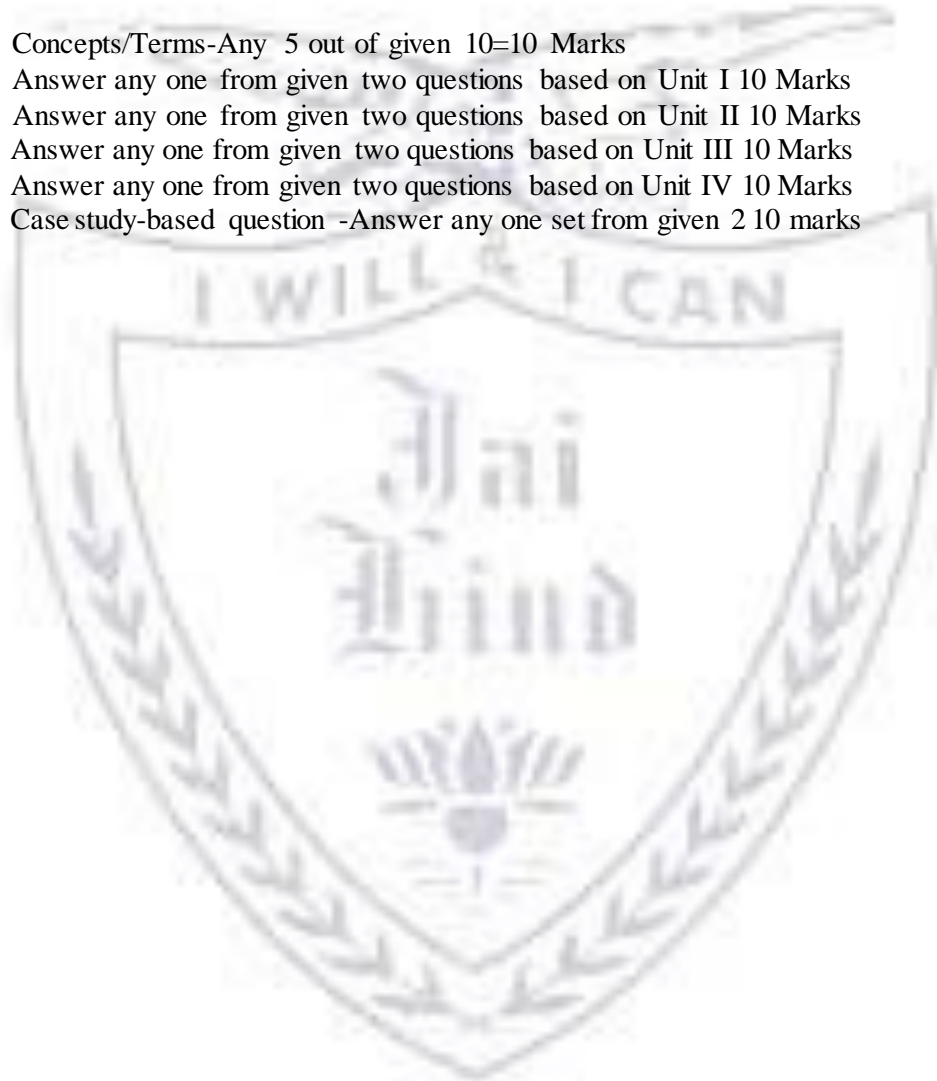 Concepts/Terms-Any 5 out of given 10=10 Marks
Answer any one from given two questions based on Unit I 10 Marks
Answer any one from given two questions based on Unit II 10 Marks
Answer any one from given two questions based on Unit III 10 Marks
Answer any one from given two questions based on Unit IV 10 Marks
Case study-based question -Answer any one set from given 2 10 marks
I WILL & I CAN
Jai
Hind